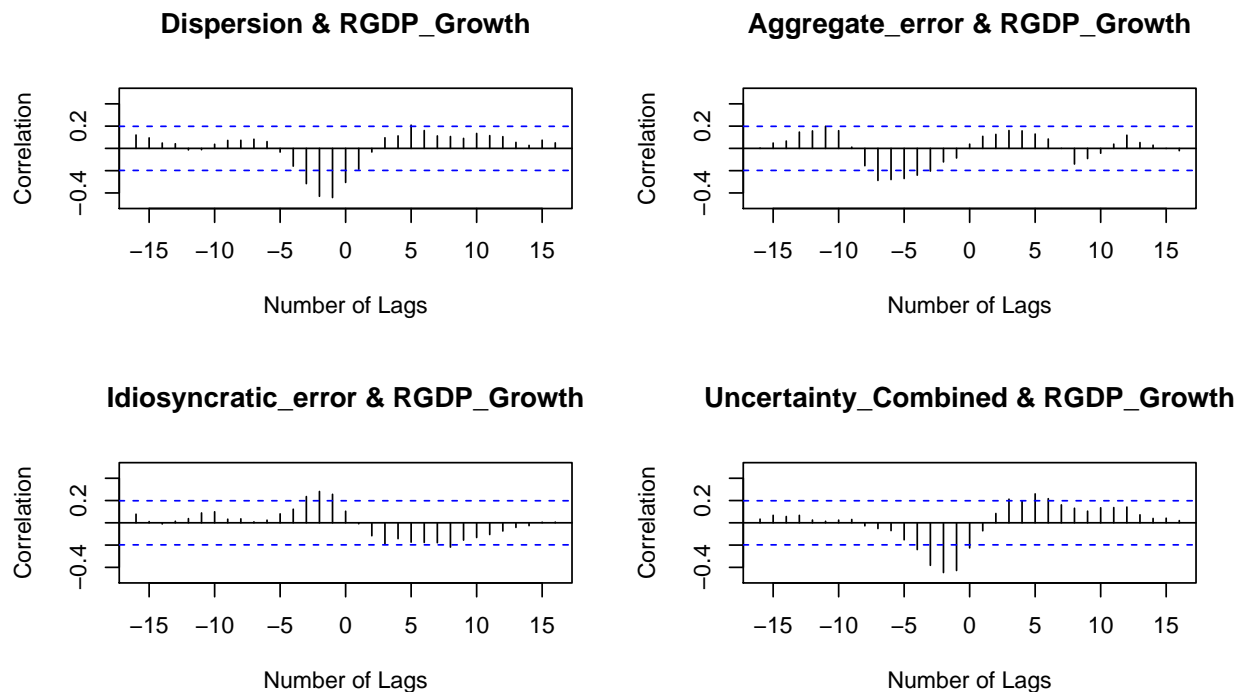 Dispersion & RGDP_Growth
Correlation
0.2
−0.4
−15 −10 −5 0 5 10 15
Number of Lags
Aggregate_error & RGDP_Growth
Correlation
0.2
−0.4
−15 −10 −5 0 5 10 15
Number of Lags
Idiosyncratic_error & RGDP_Growth
Correlation
0.2
−0.4
−15 −10 −5 0 5 10 15
Number of Lags
Uncertainty_Combined & RGDP_Growth
Correlation
0.2
−0.4
−15 −10 −5 0 5 10 15
Number of Lags